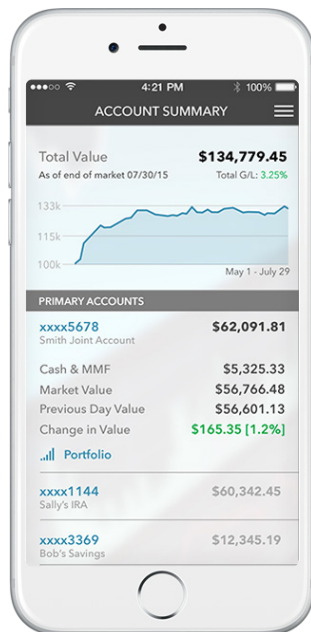 4:21 PM 100%
ACCOUNT SUMMARY
Total Value $134,779.45
As of end of market 07/30/15 Total G/L: 3.25%
133k
115k
100k
May 1 - July 29
PRIMARY ACCOUNTS
xxxx5678 $62,091.81
Smith Joint Account
Cash & MMF $5,325.33
Market Value $56,766.48
Previous Day Value $56,601.13
Change in Value $165.35 [1.2%]
Portfolio
xxxx1144 $60,342.45
Sally's IRA
xxxx3369 $12,345.19
Bob's Savings